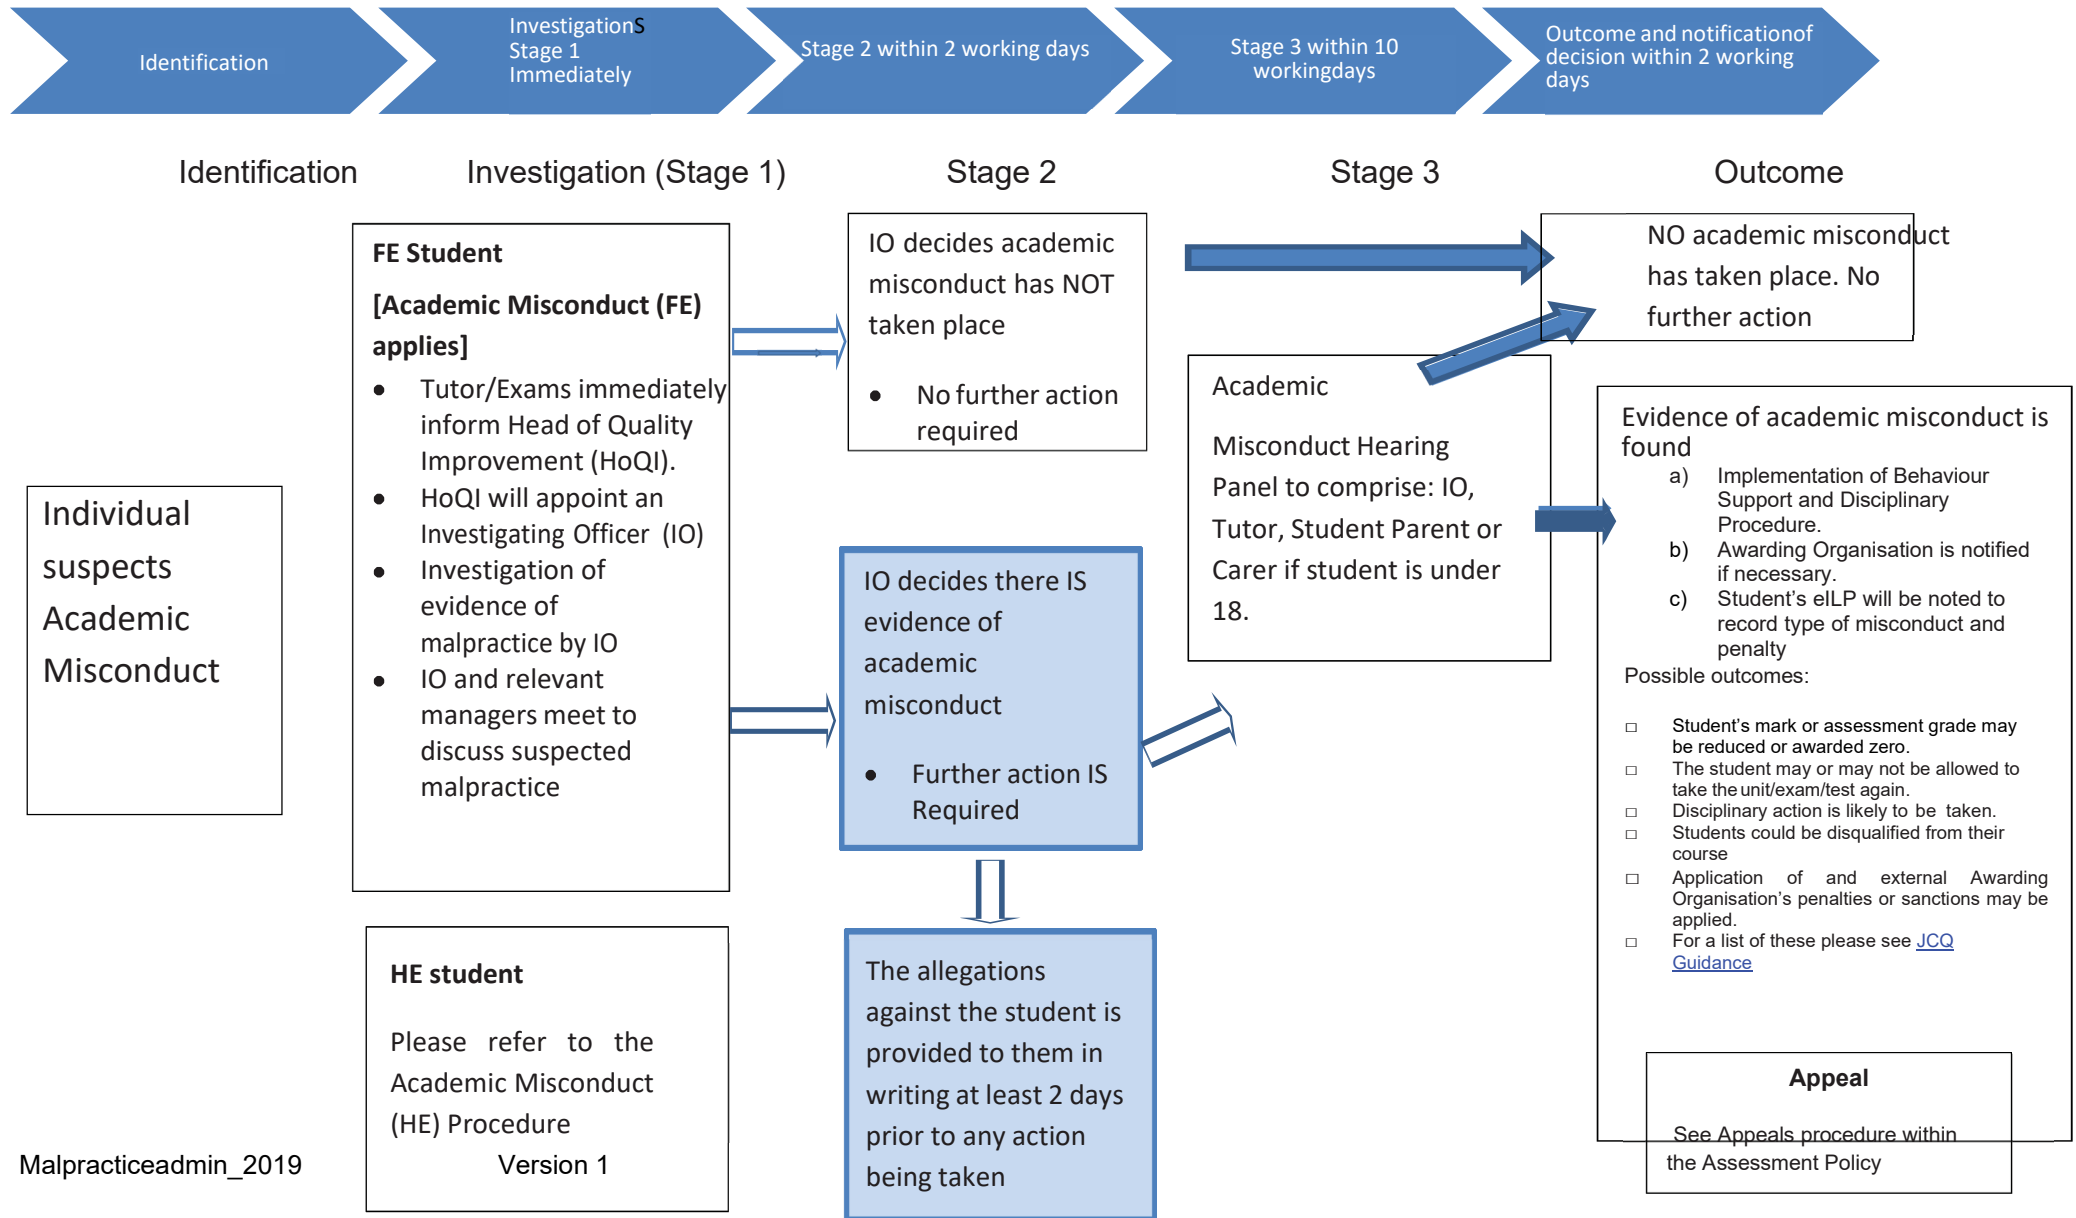 Identification
InvestigationS
Stage 1
Immediately
Stage 2 within 2 working days
Stage 3 within 10
workingdays
Outcome and notificationof
decision within 2 working
days
Identification
Investigation (Stage 1)
Stage 2
Stage 3
Outcome
Individual
suspects
Academic
Misconduct
FE Student
[Academic Misconduct (FE)
applies]
• Tutor/Exams immediately
inform Head of Quality
Improvement (HoQI).
• HoQI will appoint an
Investigating Officer (IO)
• Investigation of
evidence of
malpractice by IO
• IO and relevant
managers meet to
discuss suspected
malpractice
HE student
Please refer to the
Academic Misconduct
(HE) Procedure
IO decides academic
misconduct has NOT
taken place
• No further action
required
IO decides there IS
evidence of
academic
misconduct
• Further action IS
Required
The allegations
against the student is
provided to them in
writing at least 2 days
prior to any action
being taken
Academic
Misconduct Hearing
Panel to comprise: IO,
Tutor, Student Parent or
Carer if student is under
18.
NO academic misconduct
has taken place. No
further action
Evidence of academic misconduct is
found
a) Implementation of Behaviour
Support and Disciplinary
Procedure.
b) Awarding Organisation is notified
if necessary.
c) Student's eILP will be noted to
record type of misconduct and
penalty
Possible outcomes:
□ Student's mark or assessment grade may
be reduced or awarded zero.
□ The student may or may not be allowed to
take the unit/exam/test again.
□ Disciplinary action is likely to be taken.
□ Students could be disqualified from their
course
□ Application of and external Awarding
Organisation's penalties or sanctions may be
applied.
□ For a list of these please see JCQ
Guidance
Appeal
See Appeals procedure within
the Assessment Policy
Malpracticeadmin_2019
Version 1